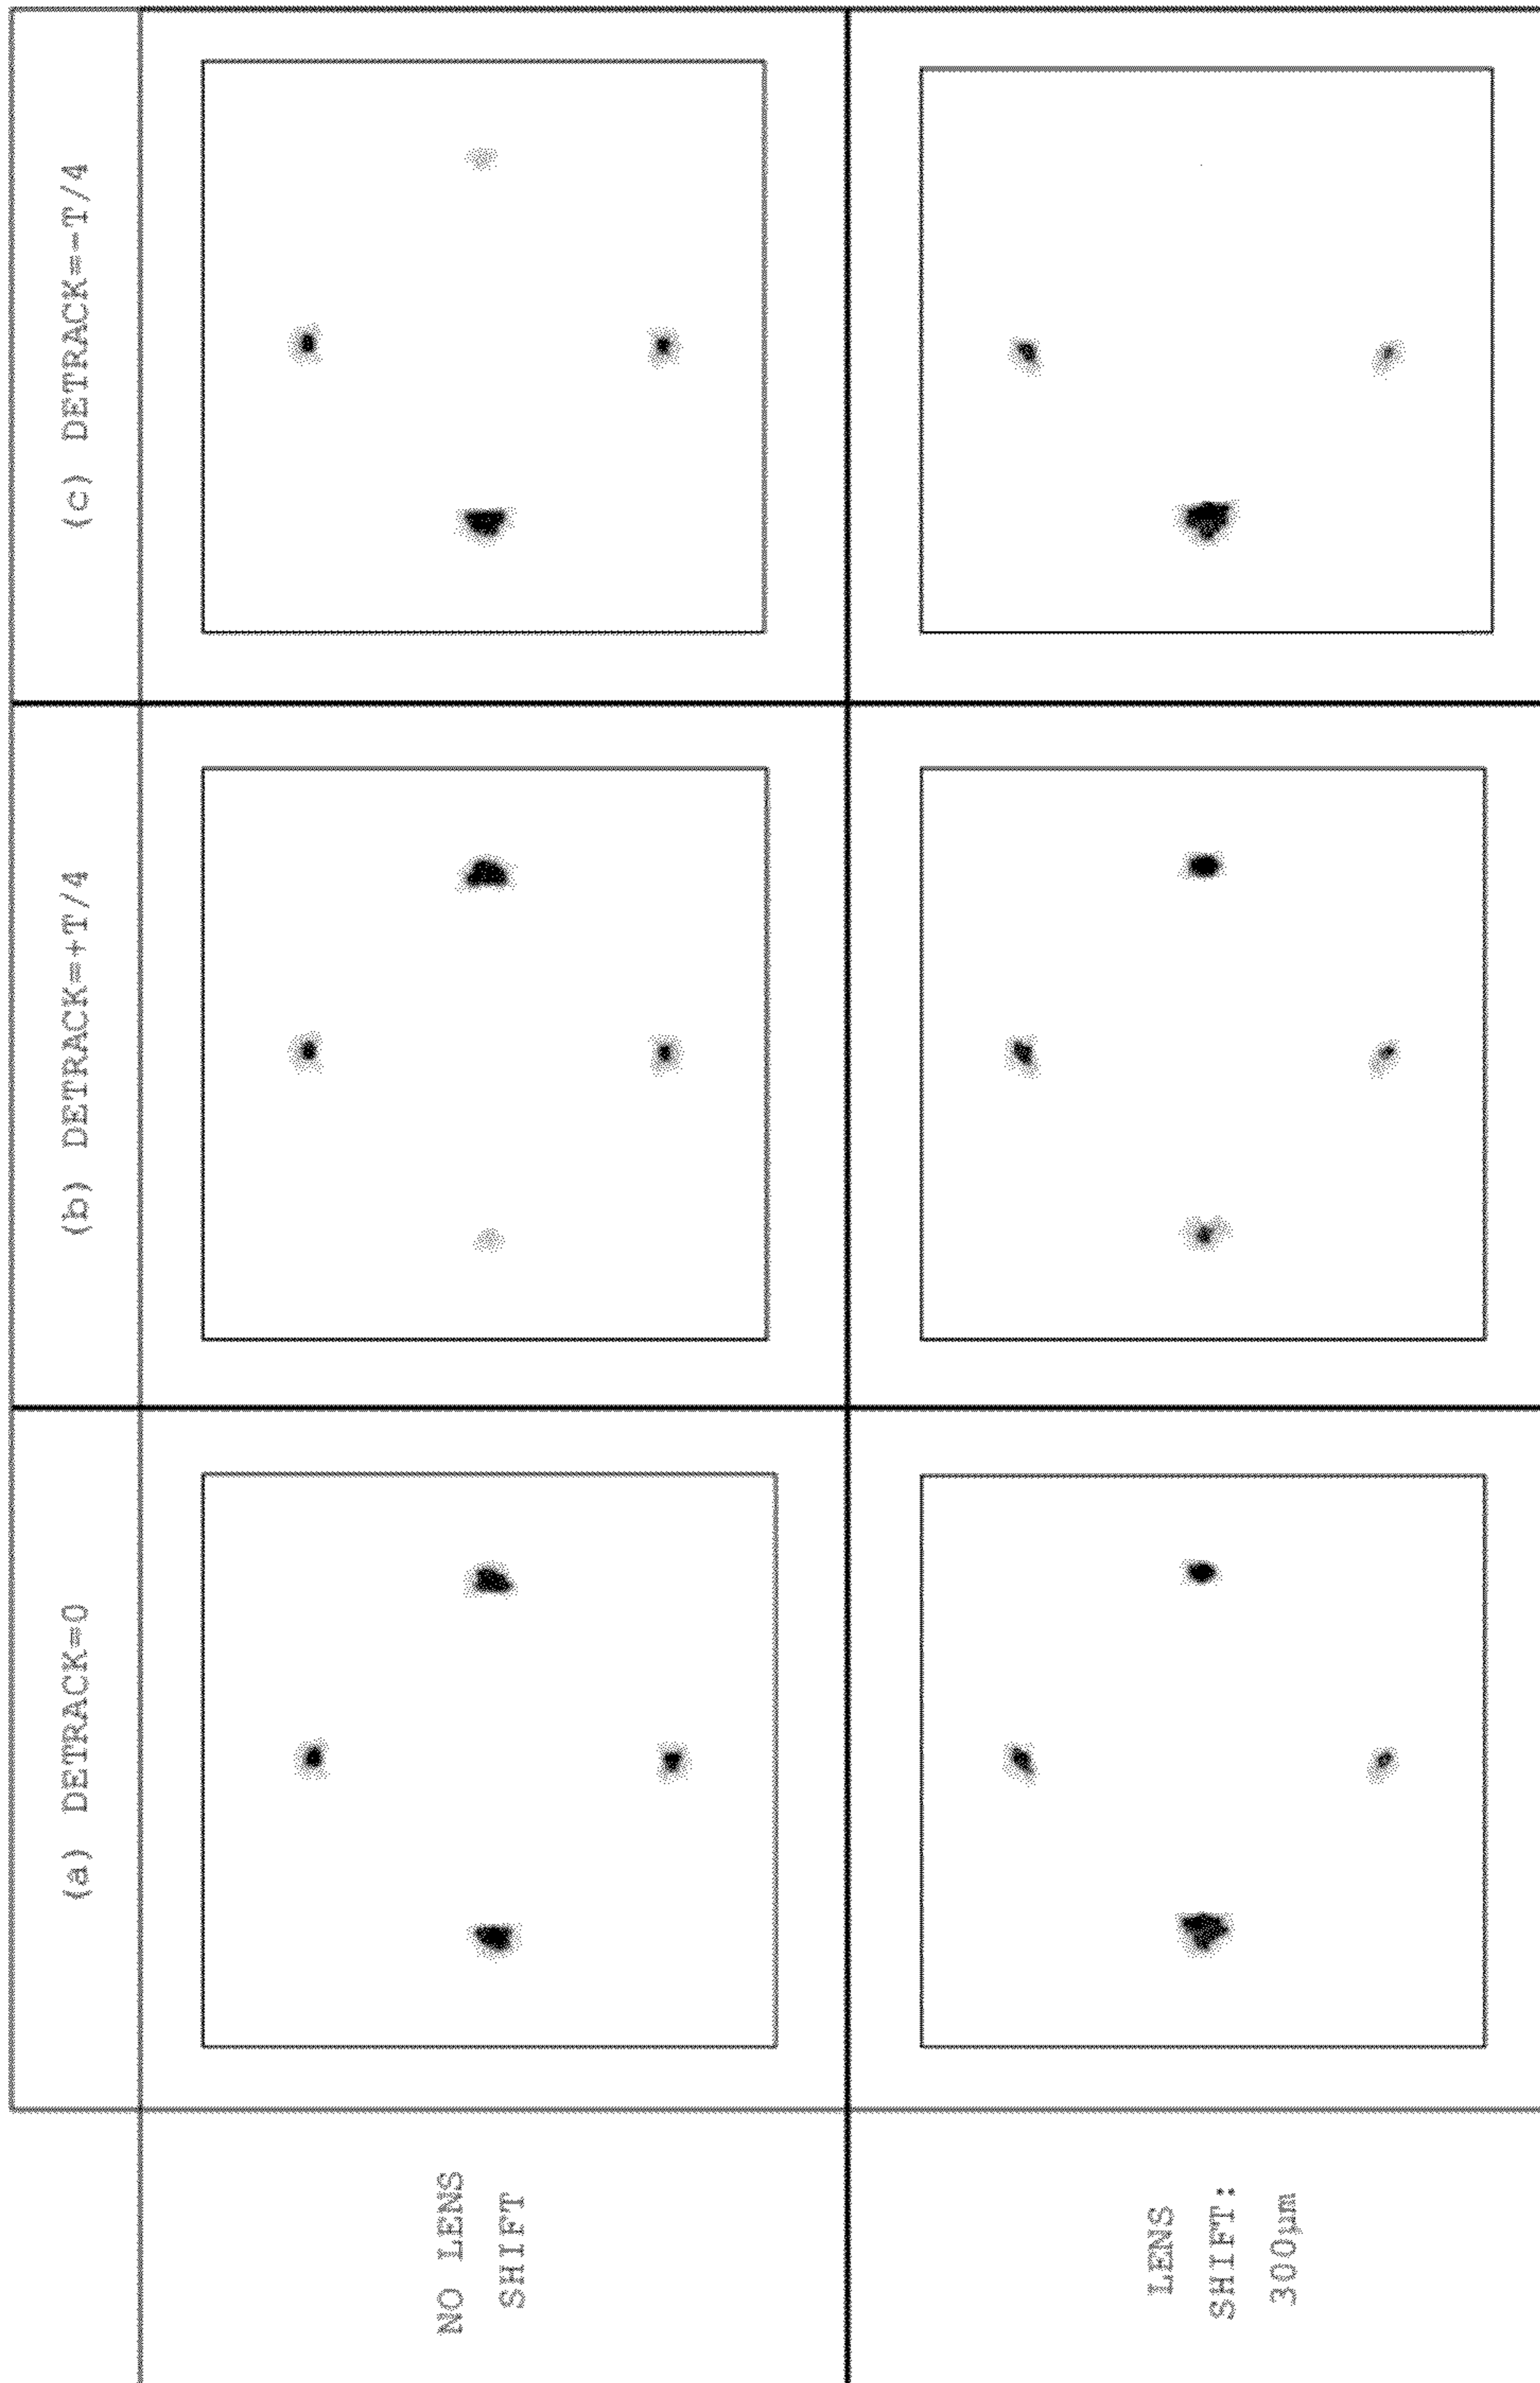 (a) DETRACK=0
(b) DETRACK=+T/4
(c) DETRACK=-T/4
NO LENS
SHIFT
LENS
SHIFT:
300μm